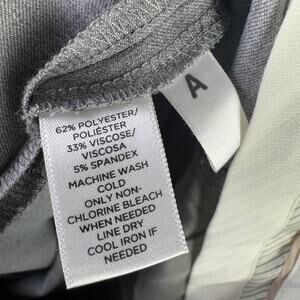 62% POLYESTER/
POLIÉSTER
33% VISCOSE/
VISCOSA
5% SPANDEX
MACHINE WASH
COLD
ONLY NON-
CHLORINE BLEACH
WHEN NEEDED
LINE DRY
COOL IRON IF
NEEDED
A